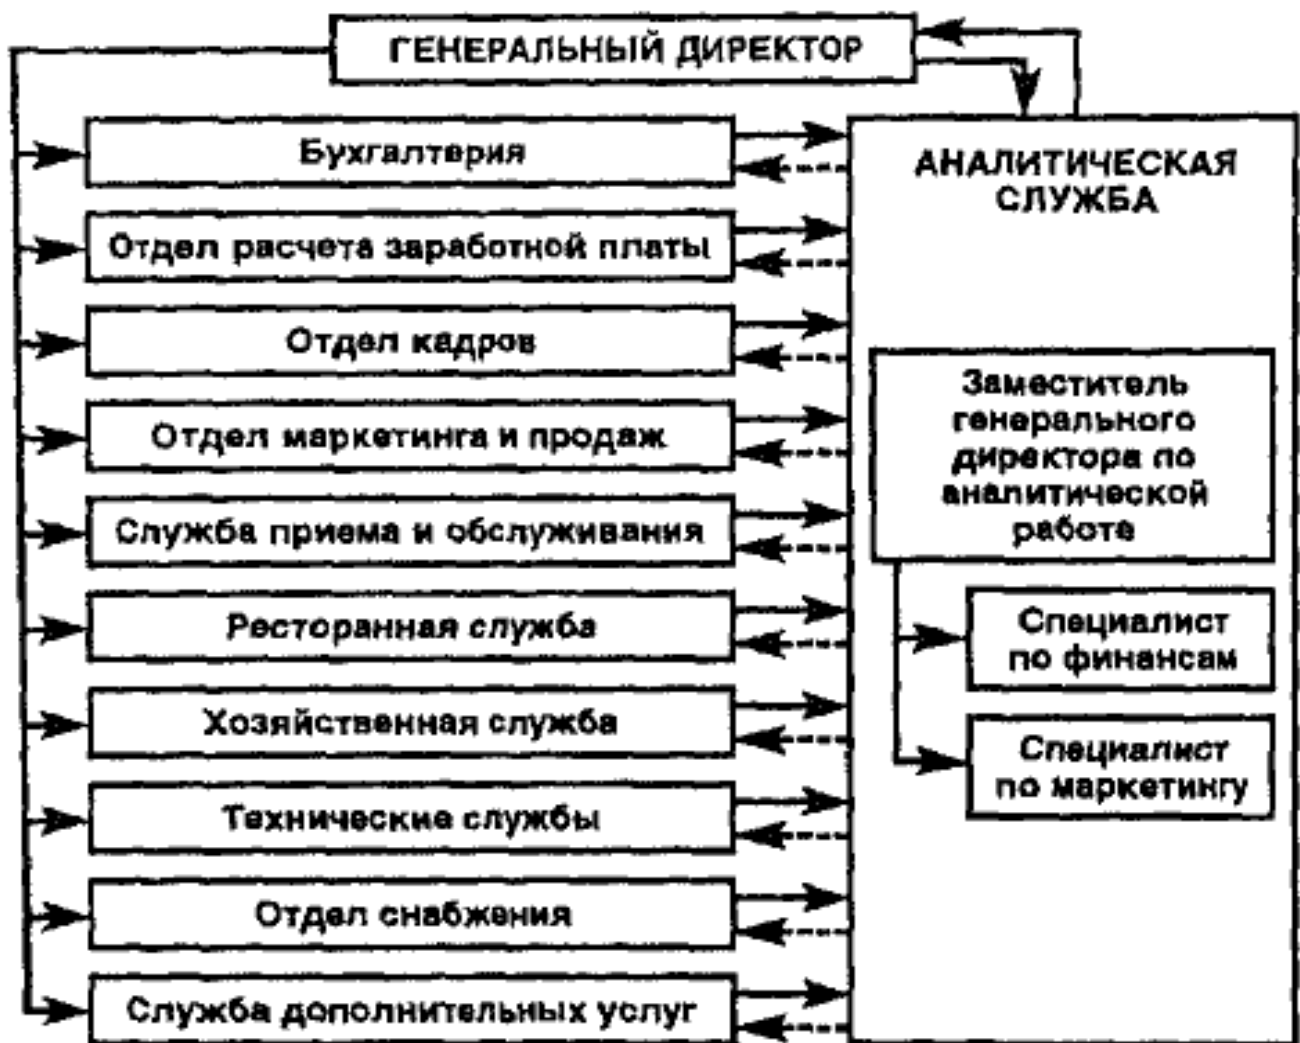 ГЕНЕРАЛЬНЫЙ ДИРЕКТОР
Бухгалтерия
Отдел расчета заработной платы
Отдел кадров
Отдел маркетинга и продаж
Служба приема и обслуживания
Ресторанная служба
Хозяйственная служба
Технические службы
Отдел снабжения
Служба дополнительных услуг
АНАЛИТИЧЕСКАЯ
СЛУЖБА
Заместитель
генерального
директора по
аналитической
работе
Специалист
по финансам
Специалист
по маркетингу